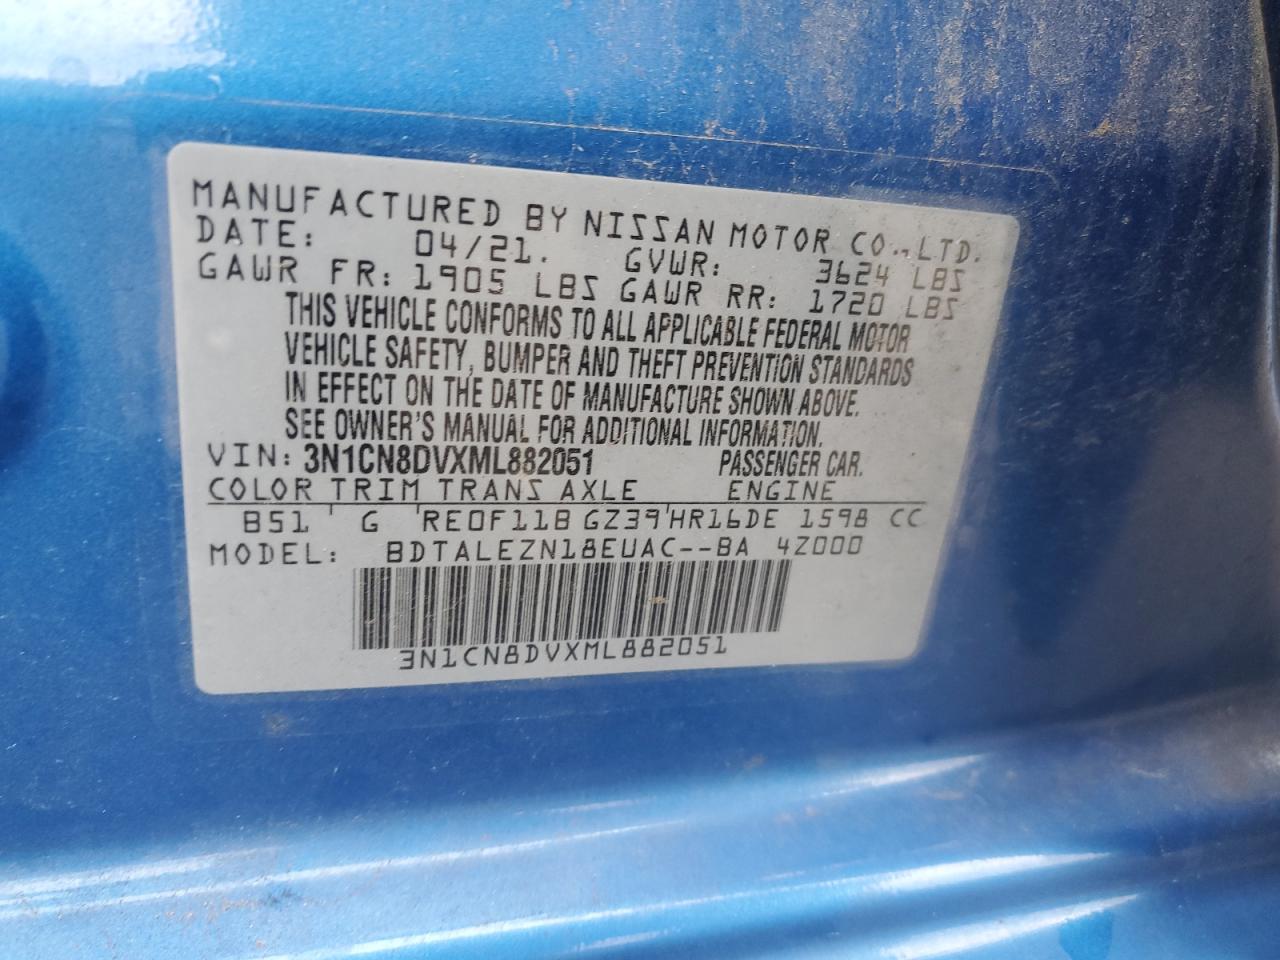 MANUFACTURED BY NISSAN MOTOR CO., LTD.
DATE: 04/21. GVWR: 3624 LBS
GAWR FR: 1905 LBS GAWR RR: 1720 LBS
THIS VEHICLE CONFORMS TO ALL APPLICABLE FEDERAL MOTOR
VEHICLE SAFETY, BUMPER AND THEFT PREVENTION STANDARDS
IN EFFECT ON THE DATE OF MANUFACTURE SHOWN ABOVE.
SEE OWNER'S MANUAL FOR ADDITIONAL INFORMATION.
VIN: 3N1CN8DVXML882051 PASSENGER CAR.
COLOR TRIM TRANS AXLE ENGINE
B51 ' G 'RE0F11B GZ39'HR16DE 1598 CC
MODEL: BDTALEZN18EUAC--BA 4Z000
3N1CN8DVXML882051